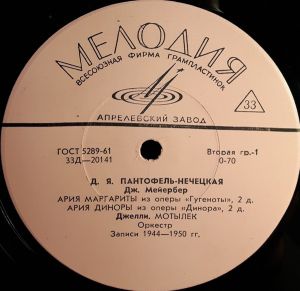 МЕЛОДИЯ
ВСЕСОЮЗНАЯ ФИРМА ГРАМПЛАСТИНОК
33
АПРЕЛЕВСКИЙ ЗАВОД
ГОСТ 5289-61
33Д-20141
Вторая гр.-1
0-70
Д. Я. ПАНТОФЕЛЬ-НЕЧЕЦКАЯ
Дж. Мейербер
АРИЯ МАРГАРИТЫ из оперы «Гугеноты», 2 д.
АРИЯ ДИНОРЫ из оперы «Динора», 2 д.
Джелли. МОТЫЛЕК
Оркестр
Записи 1944—1950 гг.